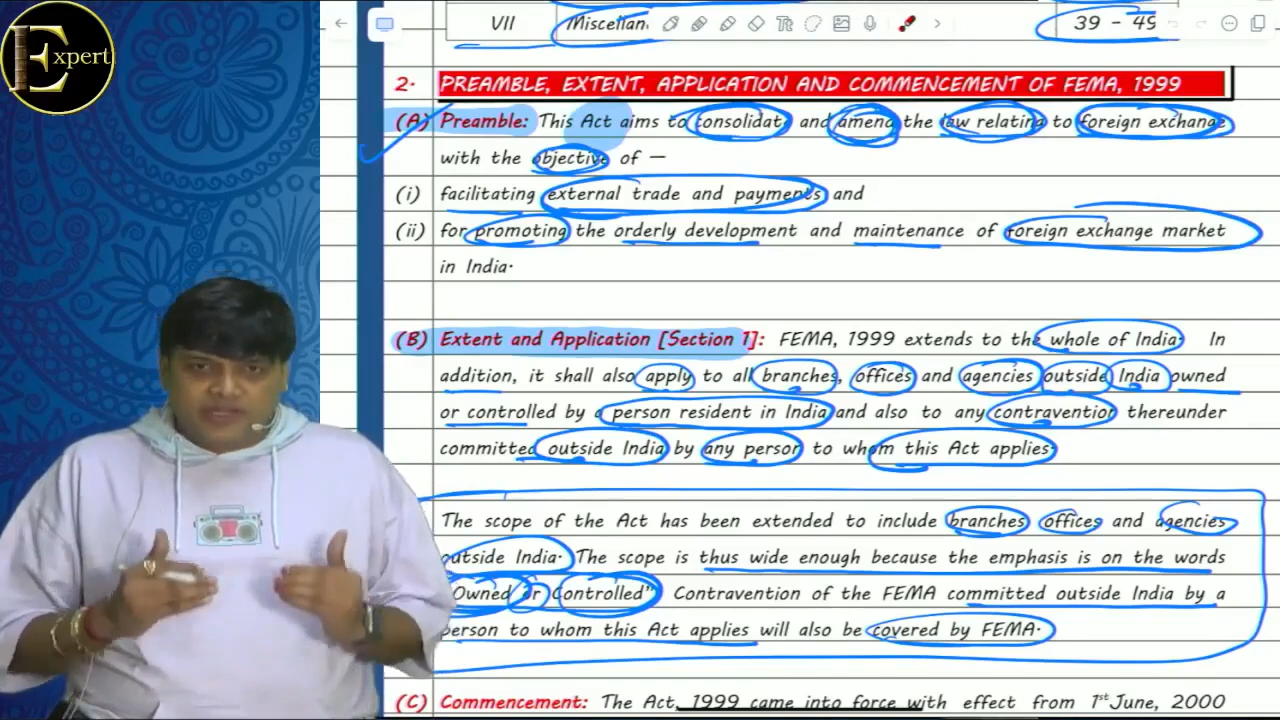 Expert
VII Miscellan 39 - 49
2. PREAMBLE, EXTENT, APPLICATION AND COMMENCEMENT OF FEMA, 1999
(A) Preamble: This Act aims to consolidate and amend the law relating to foreign exchange
with the objective of —
(i) facilitating external trade and payments and
(ii) for promoting the orderly development and maintenance of foreign exchange market
in India.
(B) Extent and Application [Section 1]: FEMA, 1999 extends to the whole of India. In
addition, it shall also apply to all branches, offices and agencies outside India owned
or controlled by a person resident in India and also to any contravention thereunder
committed outside India by any person to whom this Act applies.
The scope of the Act has been extended to include branches offices and agencies
outside India. The scope is thus wide enough because the emphasis is on the words
"Owned or Controlled" Contravention of the FEMA committed outside India by a
person to whom this Act applies will also be covered by FEMA.
(C) Commencement: The Act, 1999 came into force with effect from 1st June, 2000